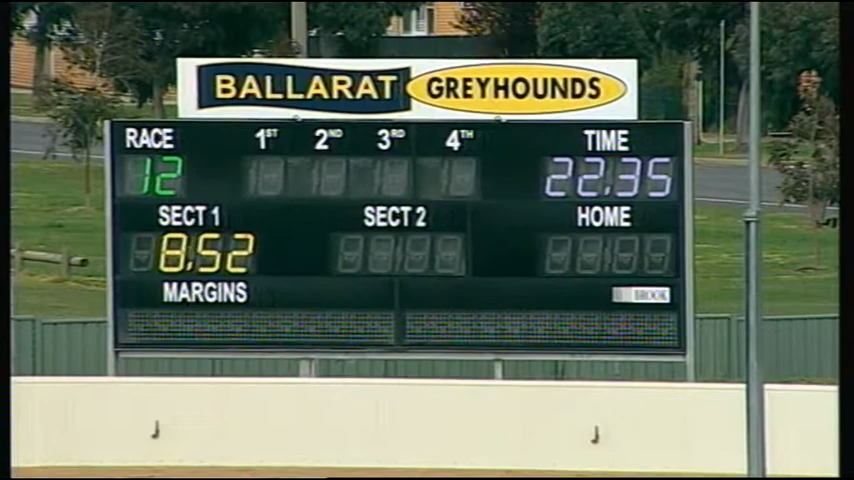 BALLARAT GREYHOUNDS
RACE 1ST 2ND 3RD 4TH TIME
12 22.35
SECT 1 SECT 2 HOME
8.52
MARGINS BROOK